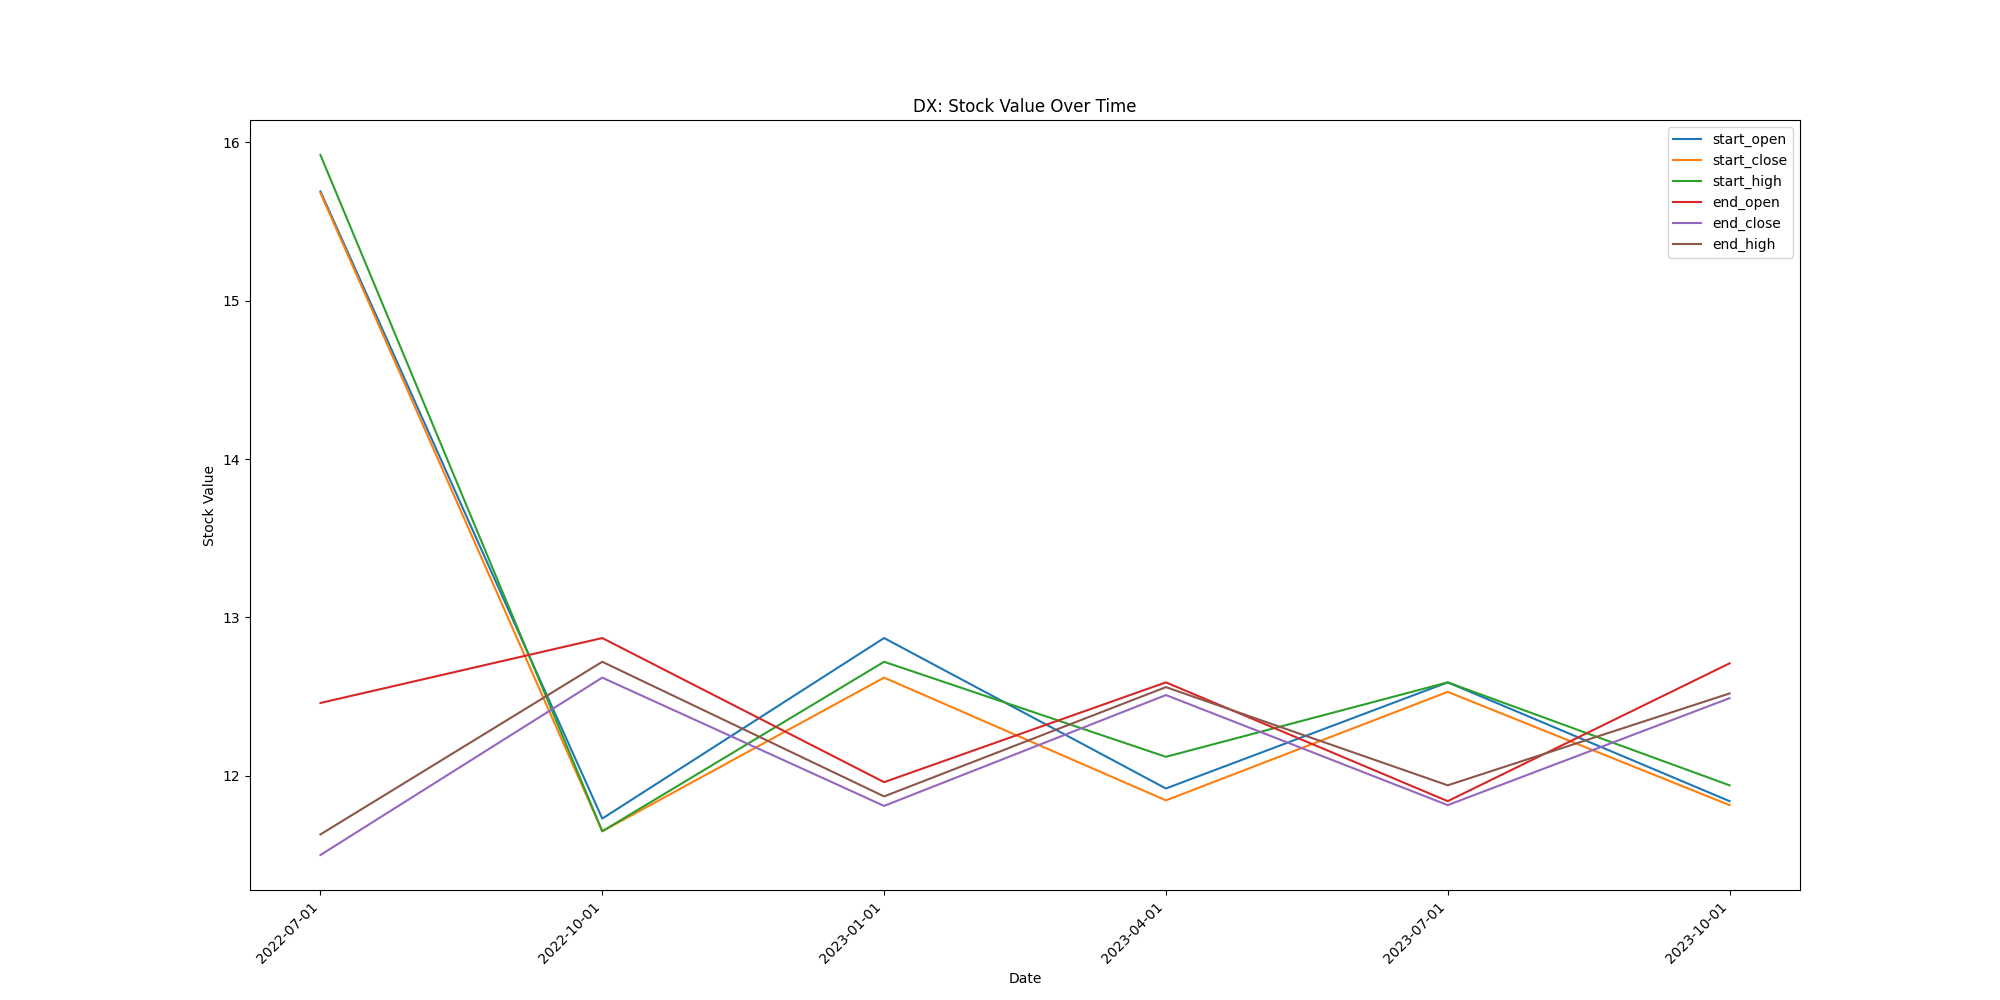 DX: Stock Value Over Time
start_open
start_close
start_high
end_open
end_close
end_high
16
15
14
13
12
Stock Value
2022-07-01
2022-10-01
2023-01-01
2023-04-01
2023-07-01
2023-10-01
Date